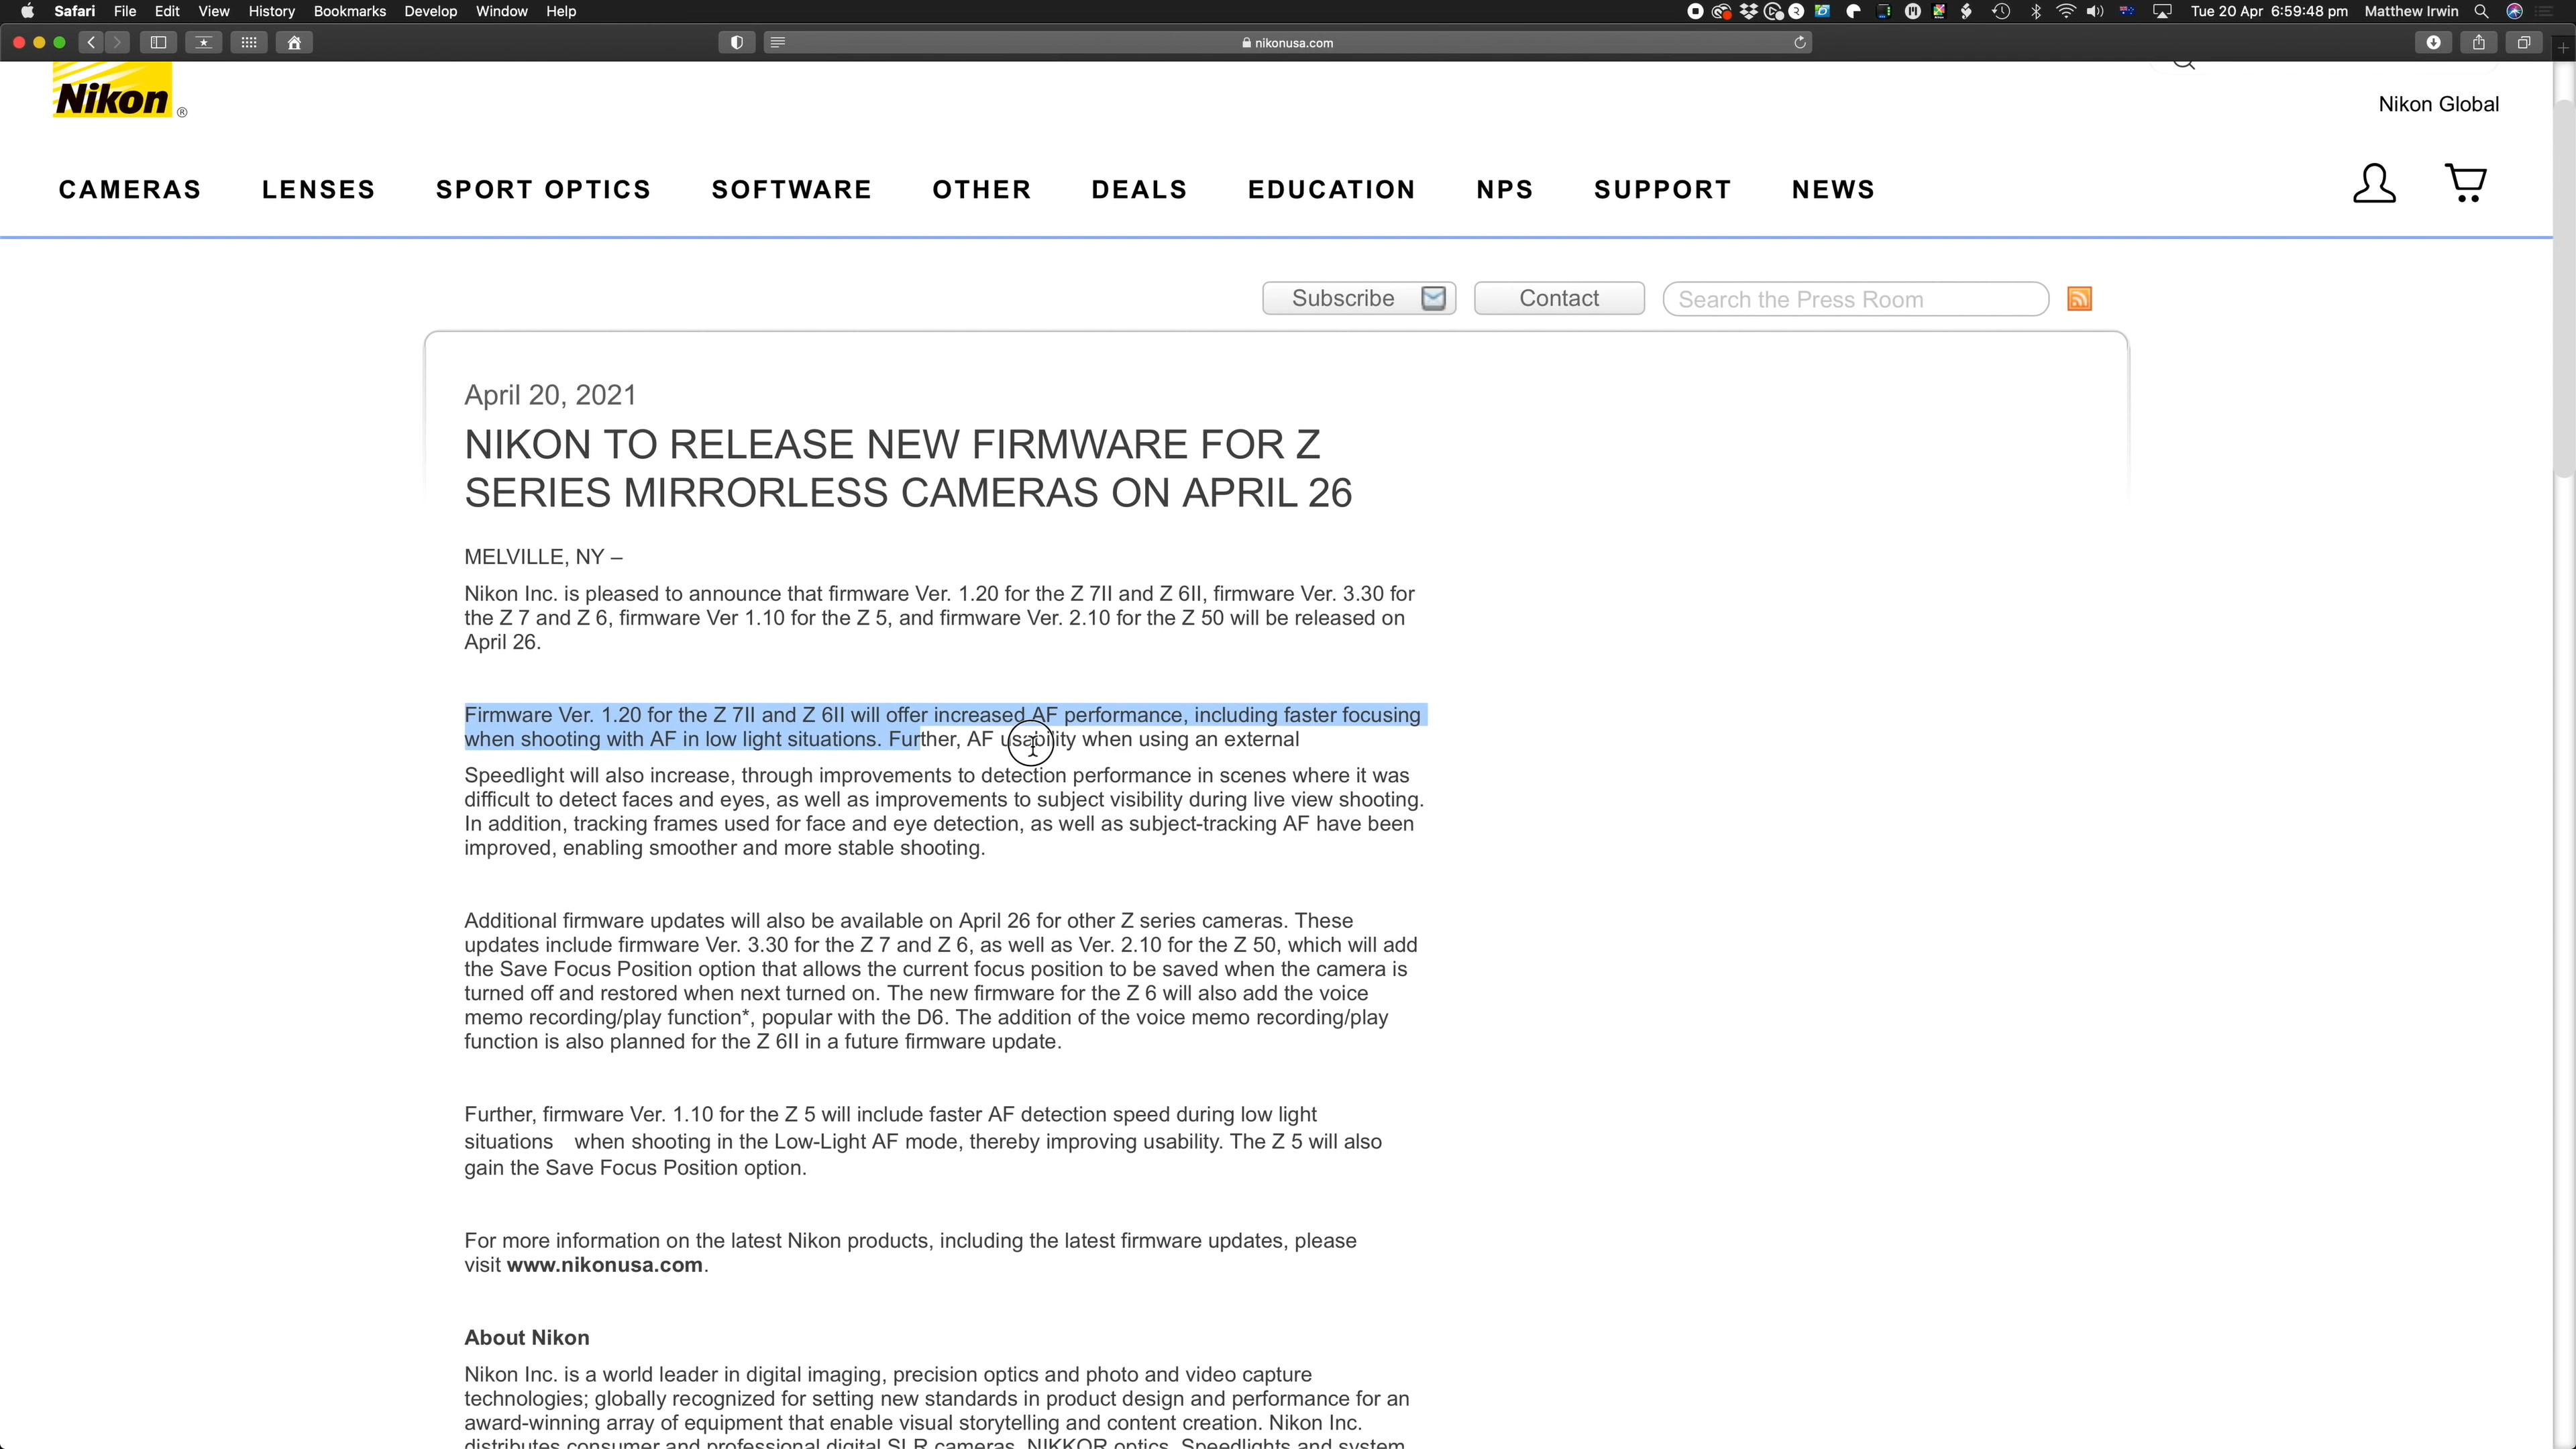 Safari File Edit View History Bookmarks Develop Window Help
Tue 20 Apr 6:59:48 pm Matthew Irwin
nikonusa.com
Nikon ®
Nikon Global
CAMERAS LENSES SPORT OPTICS SOFTWARE OTHER DEALS EDUCATION NPS SUPPORT NEWS
Subscribe Contact Search the Press Room
April 20, 2021
NIKON TO RELEASE NEW FIRMWARE FOR Z
SERIES MIRRORLESS CAMERAS ON APRIL 26
MELVILLE, NY –
Nikon Inc. is pleased to announce that firmware Ver. 1.20 for the Z 7II and Z 6II, firmware Ver. 3.30 for
the Z 7 and Z 6, firmware Ver 1.10 for the Z 5, and firmware Ver. 2.10 for the Z 50 will be released on
April 26.
Firmware Ver. 1.20 for the Z 7II and Z 6II will offer increased AF performance, including faster focusing
when shooting with AF in low light situations. Further, AF usability when using an external
Speedlight will also increase, through improvements to detection performance in scenes where it was
difficult to detect faces and eyes, as well as improvements to subject visibility during live view shooting.
In addition, tracking frames used for face and eye detection, as well as subject-tracking AF have been
improved, enabling smoother and more stable shooting.
Additional firmware updates will also be available on April 26 for other Z series cameras. These
updates include firmware Ver. 3.30 for the Z 7 and Z 6, as well as Ver. 2.10 for the Z 50, which will add
the Save Focus Position option that allows the current focus position to be saved when the camera is
turned off and restored when next turned on. The new firmware for the Z 6 will also add the voice
memo recording/play function*, popular with the D6. The addition of the voice memo recording/play
function is also planned for the Z 6II in a future firmware update.
Further, firmware Ver. 1.10 for the Z 5 will include faster AF detection speed during low light
situations when shooting in the Low-Light AF mode, thereby improving usability. The Z 5 will also
gain the Save Focus Position option.
For more information on the latest Nikon products, including the latest firmware updates, please
visit www.nikonusa.com.
About Nikon
Nikon Inc. is a world leader in digital imaging, precision optics and photo and video capture
technologies; globally recognized for setting new standards in product design and performance for an
award-winning array of equipment that enable visual storytelling and content creation. Nikon Inc.
distributes consumer and professional digital SLR cameras, NIKKOR optics, Speedlights and system